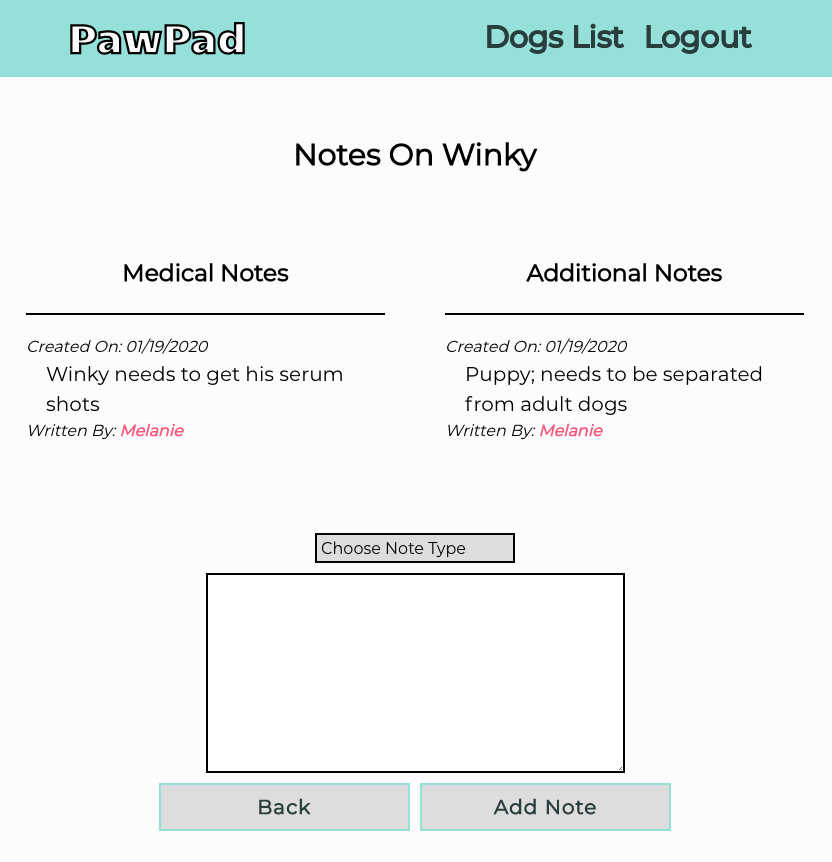 PawPad
Dogs List Logout
Notes On Winky
Medical Notes
Created On: 01/19/2020
Winky needs to get his serum
shots
Written By: Melanie
Additional Notes
Created On: 01/19/2020
Puppy; needs to be separated
from adult dogs
Written By: Melanie
Choose Note Type
Back
Add Note